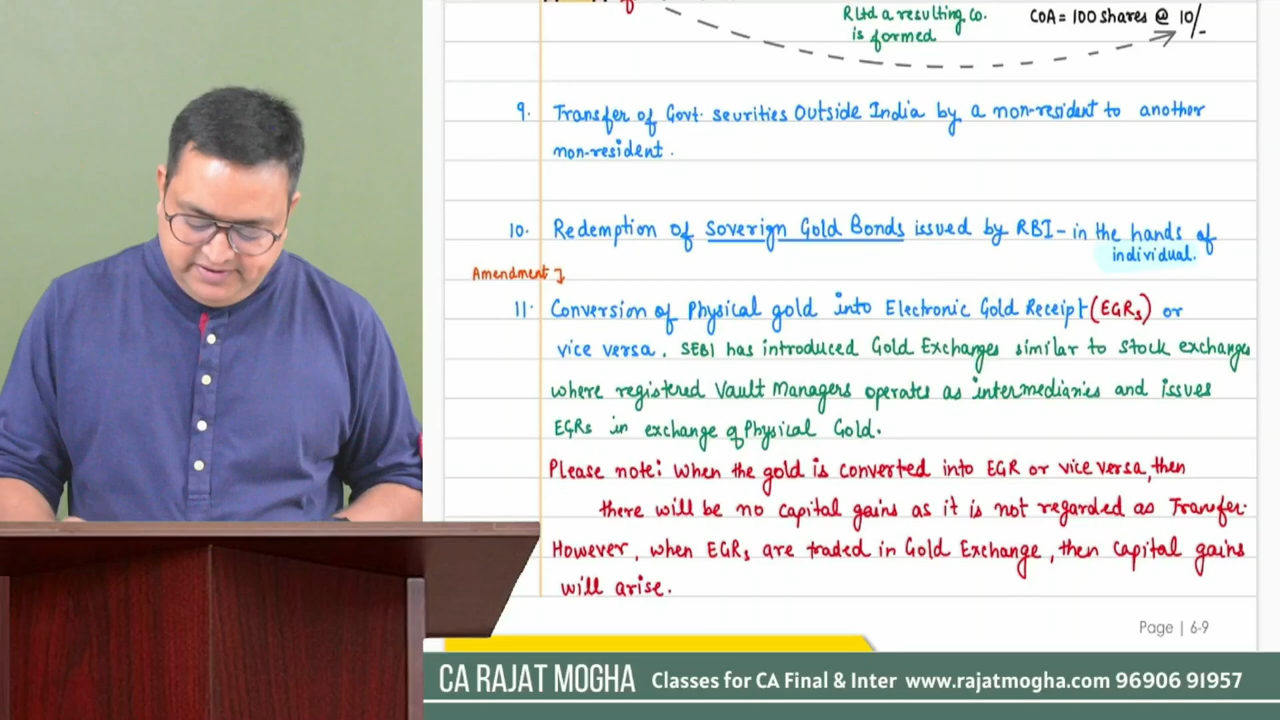 R Ltd a resulting Co.
is formed
CoA = 100 shares @ 10/-
9. Transfer of Govt. seurities Outside India by a non-resident to another
non-resident.
10. Redemption of Soverign Gold Bonds issued by RBI - in the hands of
individual.
Amendment]
11. Conversion of Physical gold into Electronic Gold Receipt (EGRs) or
vice versa. SEBI has introduced Gold Exchanges similar to stock exchanges
where registered Vault Managers operates as intermediaries and issues
EGRs in exchange of Physical Gold.
Please note: When the gold is converted into EGR or vice versa, then
there will be no capital gains as it is not regarded as Transfer.
However, when EGRs are traded in Gold Exchange, then capital gains
will arise.
Page | 6-9
CA RAJAT MOGHA Classes for CA Final & Inter www.rajatmogha.com 96906 91957